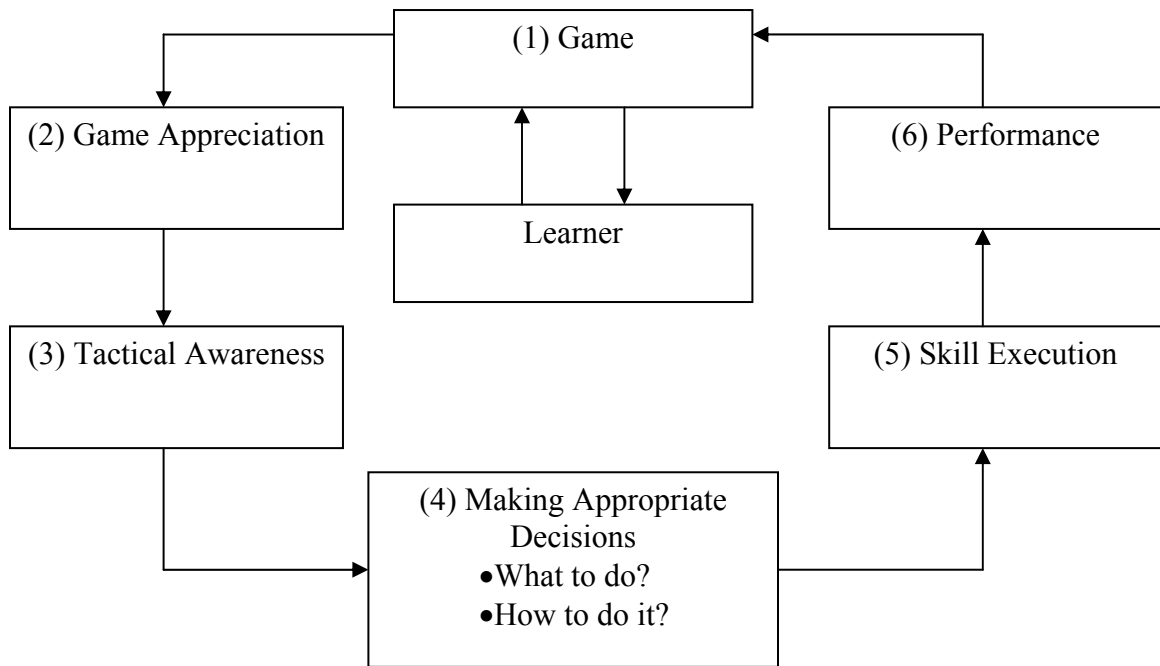 (1) Game
(2) Game Appreciation
(6) Performance
Learner
(3) Tactical Awareness
(5) Skill Execution
(4) Making Appropriate
Decisions
•What to do?
•How to do it?